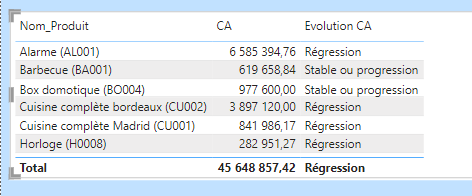 Nom_Produit CA Evolution CA
Alarme (AL001) 6 585 394,76 Régression
Barbecue (BA001) 619 658,84 Stable ou progression
Box domotique (BO004) 977 600,00 Stable ou progression
Cuisine complète bordeaux (CU002) 3 897 120,00 Régression
Cuisine complète Madrid (CU001) 841 986,17 Régression
Horloge (H0008) 282 951,27 Régression
Total 45 648 857,42 Régression